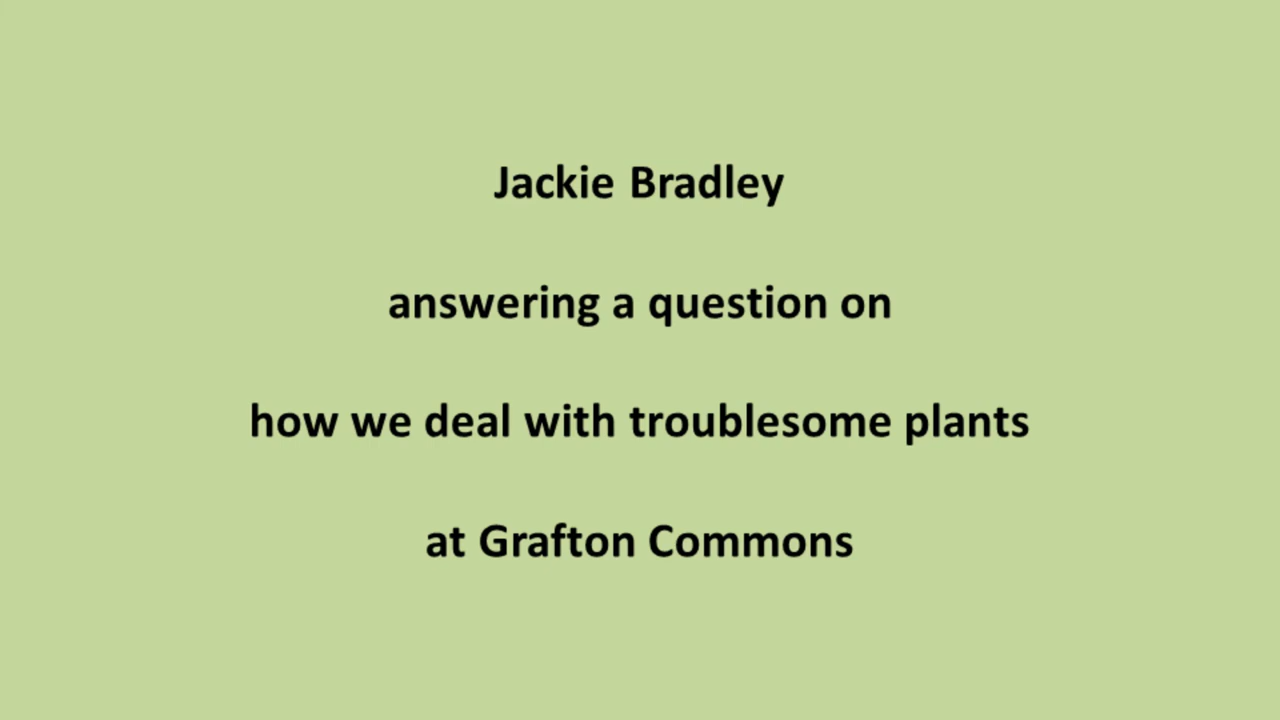 Jackie Bradley
answering a question on
how we deal with troublesome plants
at Grafton Commons